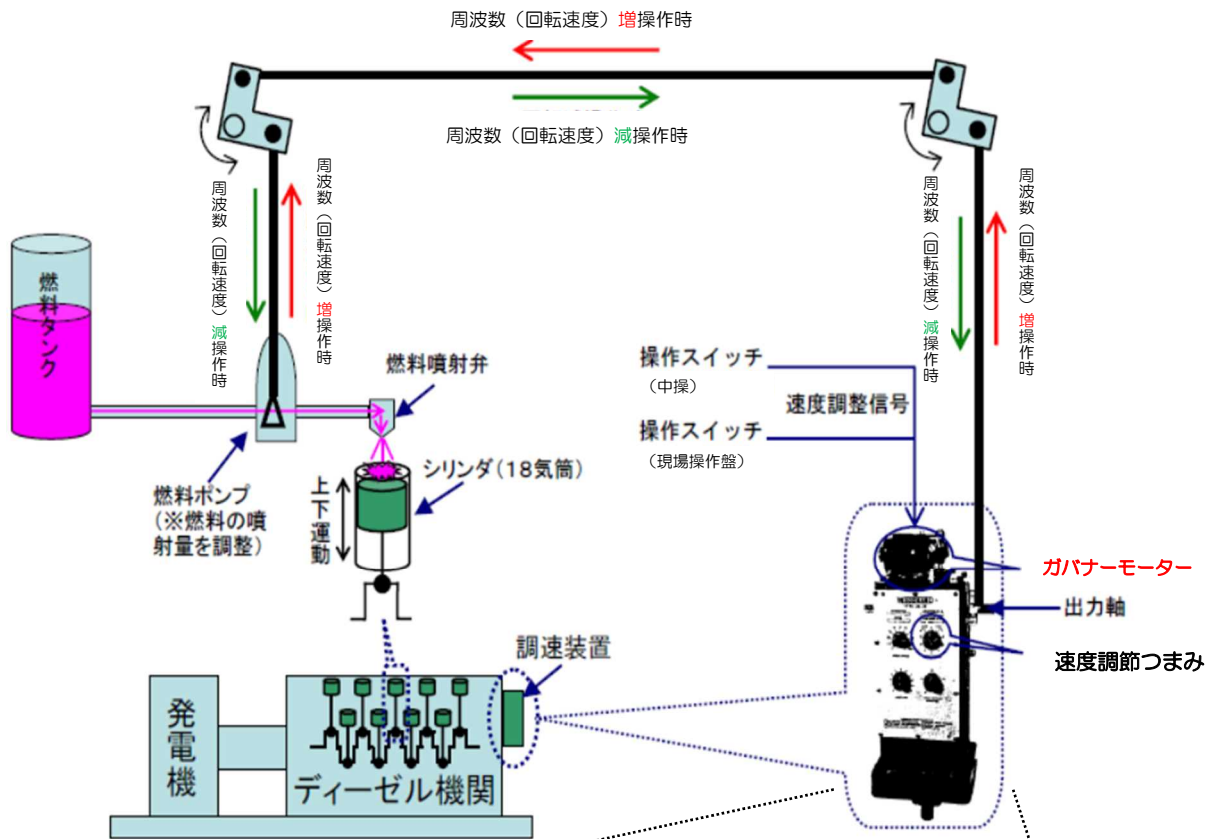 周波数（回転速度）増操作時
周波数（回転速度）減操作時
周波数（回転速度）減操作時
周波数（回転速度）増操作時
周波数（回転速度）減操作時
周波数（回転速度）増操作時
燃料タンク
燃料噴射弁
操作スイッチ
（中操）
速度調整信号
操作スイッチ
（現場操作盤）
シリンダ（１８気筒）
上下運動
燃料ポンプ
（※燃料の噴
射量を調整）
ガバナーモーター
出力軸
速度調節つまみ
調速装置
発電機
ディーゼル機関